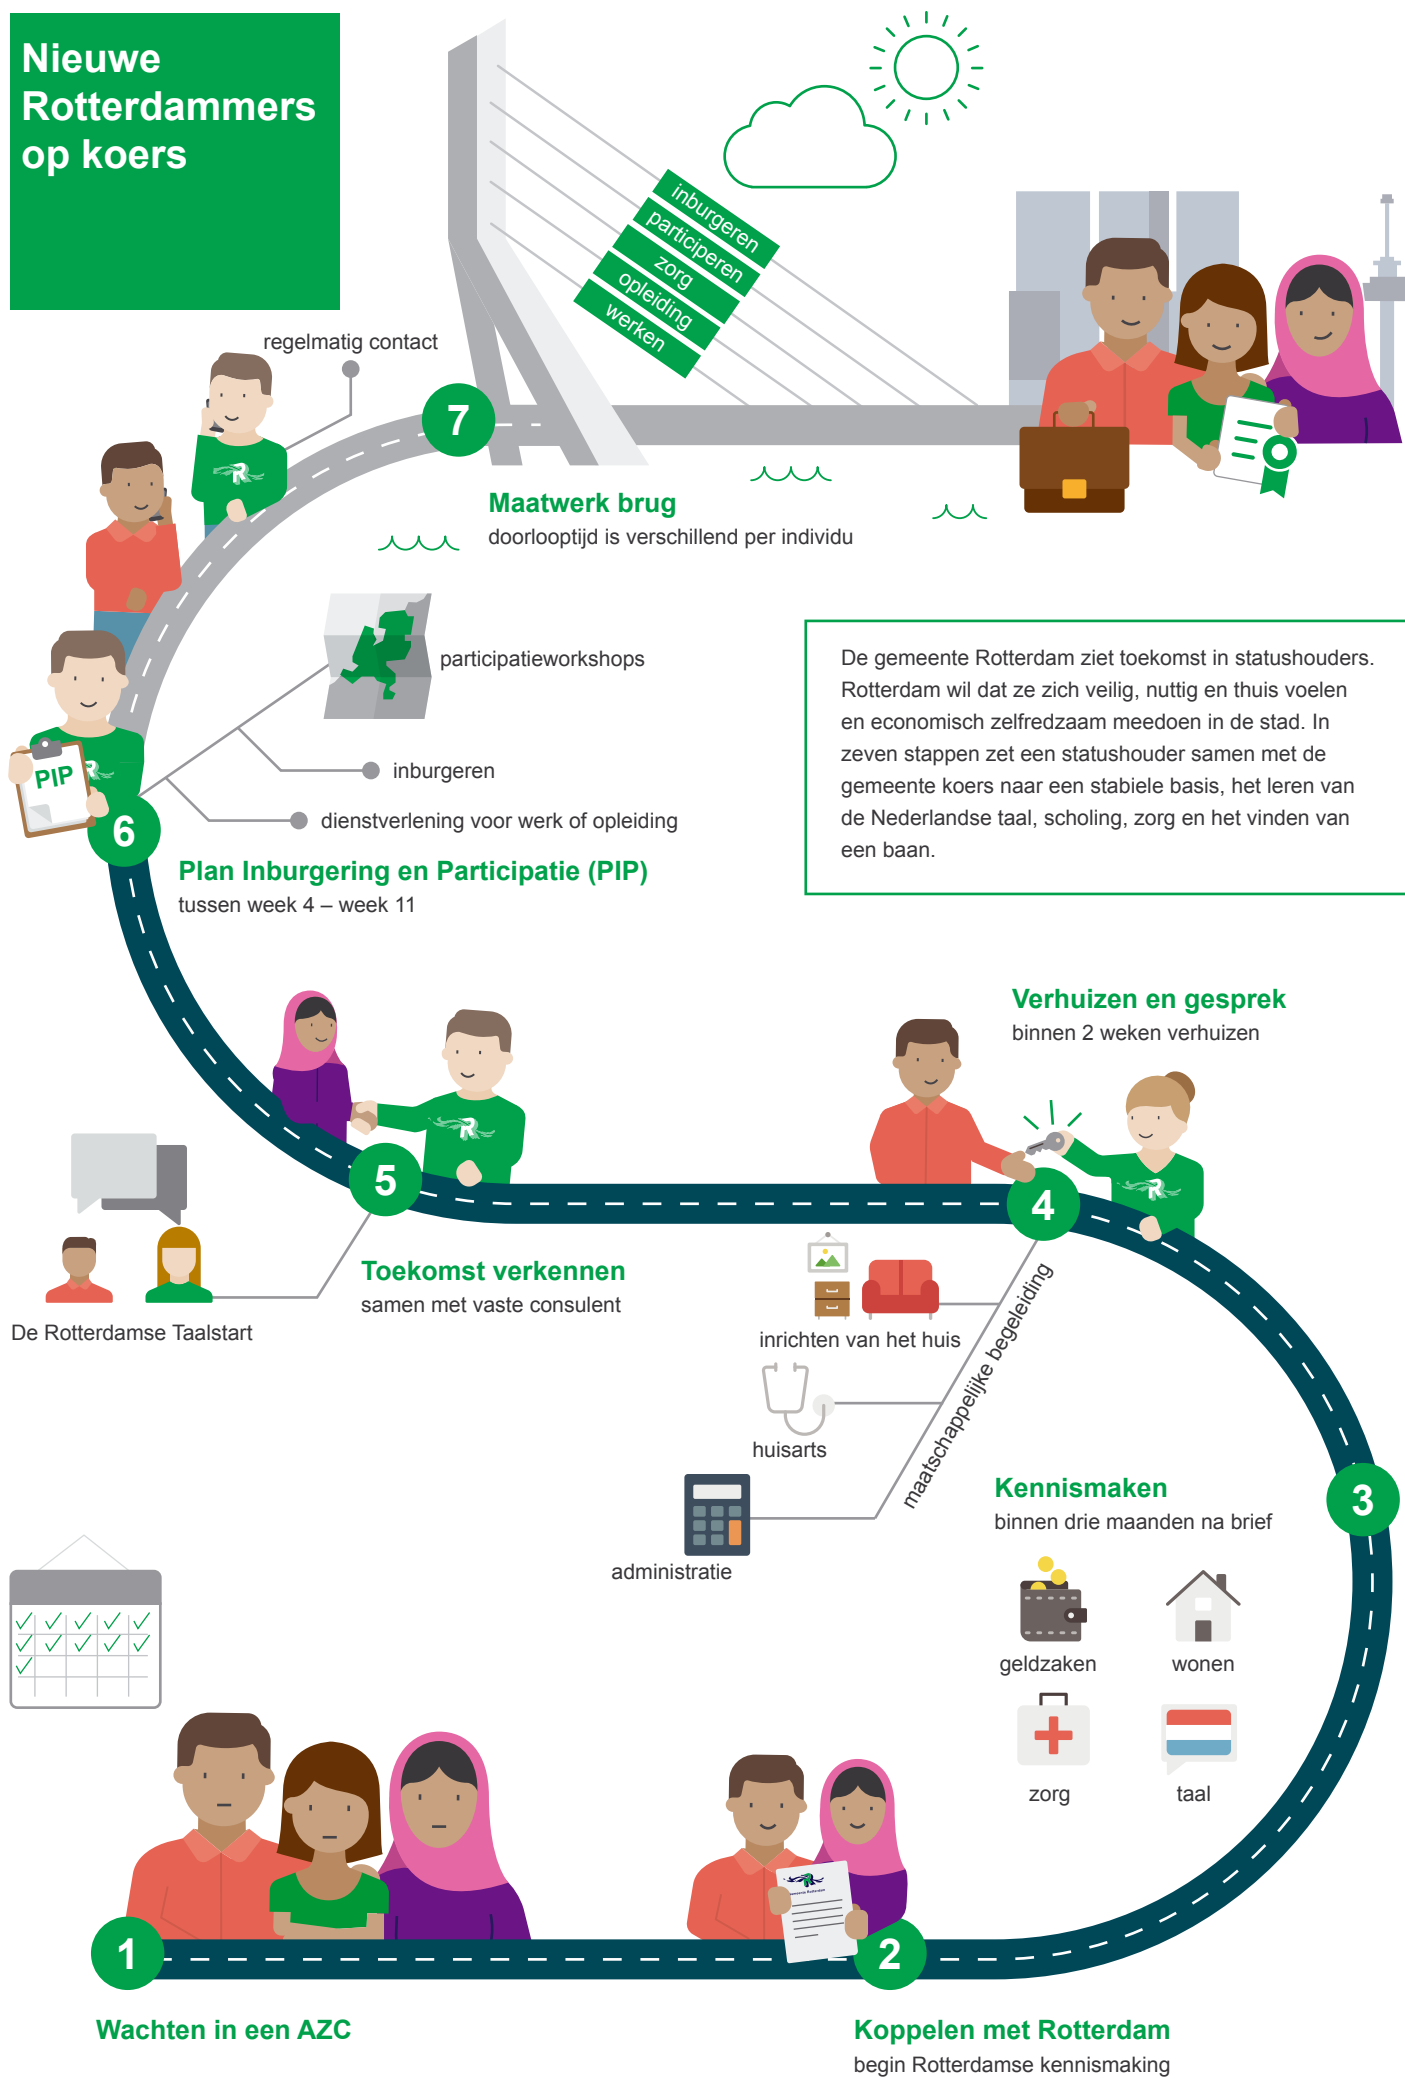 Nieuwe
Rotterdammers
op koers
inburgeren
participeren
zorg
opleiding
werken
regelmatig contact
7
Maatwerk brug
doorlooptijd is verschillend per individu
participatieworkshops
inburgeren
dienstverlening voor werk of opleiding
PIP
6
Plan Inburgering en Participatie (PIP)
tussen week 4 – week 11
De gemeente Rotterdam ziet toekomst in statushouders.
Rotterdam wil dat ze zich veilig, nuttig en thuis voelen
en economisch zelfredzaam meedoen in de stad. In
zeven stappen zet een statushouder samen met de
gemeente koers naar een stabiele basis, het leren van
de Nederlandse taal, scholing, zorg en het vinden van
een baan.
Verhuizen en gesprek
binnen 2 weken verhuizen
5
4
Toekomst verkennen
samen met vaste consulent
De Rotterdamse Taalstart
inrichten van het huis
huisarts
administratie
maatschappelijke begeleiding
Kennismaken
binnen drie maanden na brief
3
geldzaken
wonen
zorg
taal
Gemeente Rotterdam
1
2
Wachten in een AZC
Koppelen met Rotterdam
begin Rotterdamse kennismaking